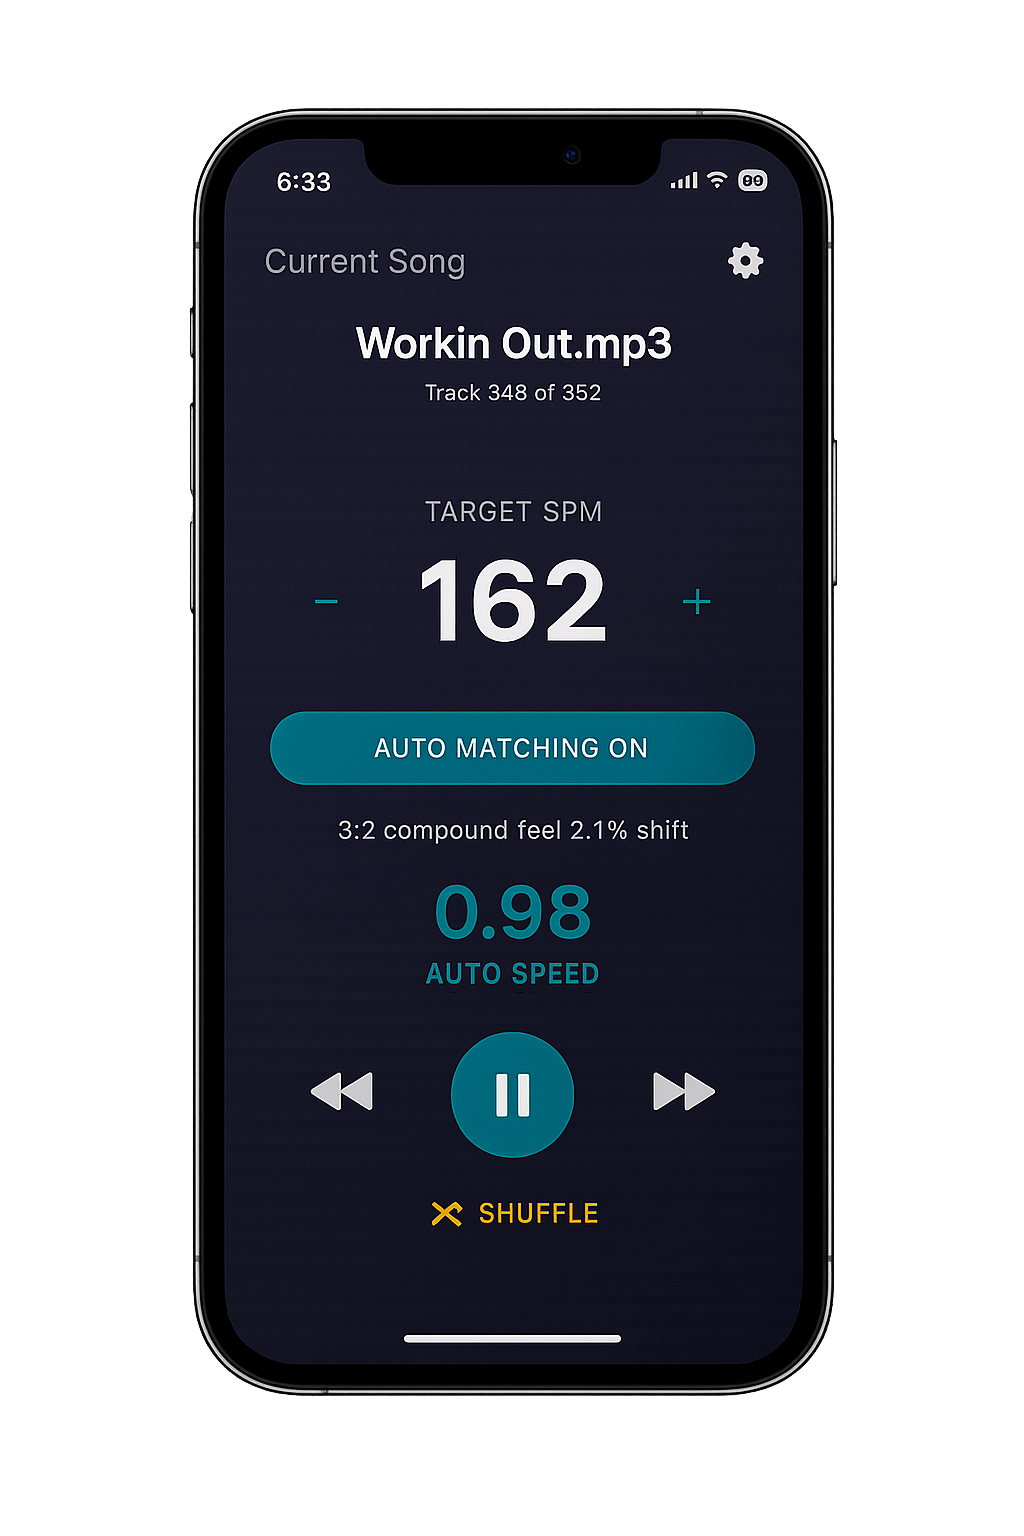 6:33
Current Song
Workin Out.mp3
Track 348 of 352
TARGET SPM
- 162 +
AUTO MATCHING ON
3:2 compound feel 2.1% shift
0.98
AUTO SPEED
SHUFFLE